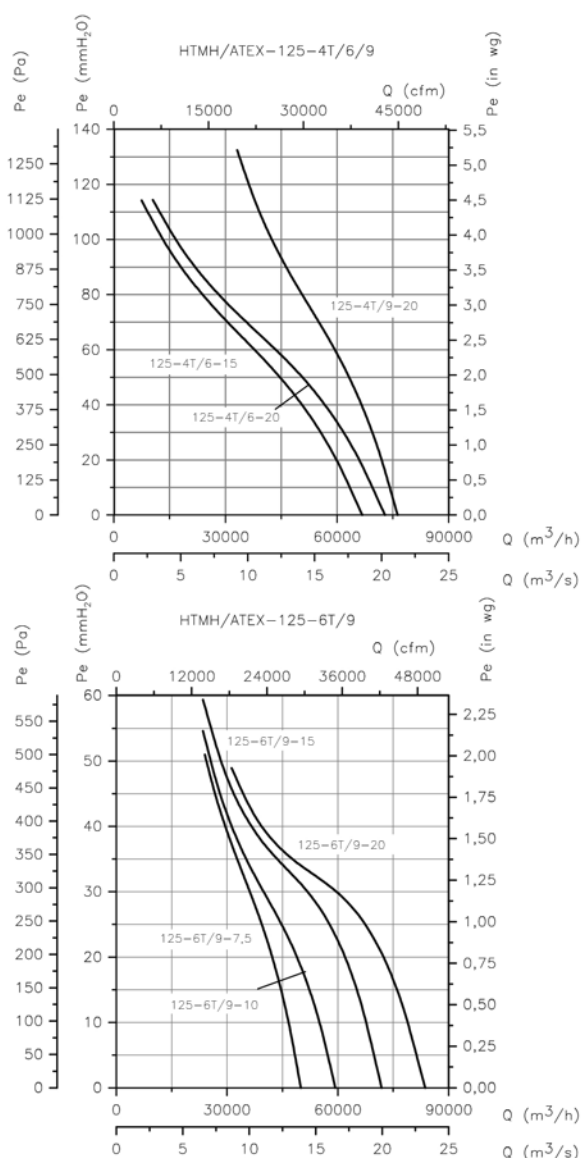 HTMH/ATEX-125-4T/6/9
Pe (Pa)
Pe (mmH2O)
Q (cfm)
Pe (in wg)
0 15000 30000 45000
140 120 100 80 60 40 20 0
1250 1125 1000 875 750 625 500 375 250 125 0
5,5 5,0 4,5 4,0 3,5 3,0 2,5 2,0 1,5 1,0 0,5 0,0
125-4T/9-20
125-4T/6-15
125-4T/6-20
0 30000 60000 90000 Q (m3/h)
0 5 10 15 20 25
Q (m3/s)
HTMH/ATEX-125-6T/9
Pe (Pa)
Pe (mmH2O)
Q (cfm)
Pe (in wg)
0 12000 24000 36000 48000
60 50 40 30 20 10 0
550 500 450 400 350 300 250 200 150 100 50 0
2,25 2,00 1,75 1,50 1,25 1,00 0,75 0,50 0,25 0,00
125-6T/9-15
125-6T/9-20
125-6T/9-7,5
125-6T/9-10
0 30000 60000 90000 Q (m3/h)
0 5 10 15 20 25
Q (m3/s)